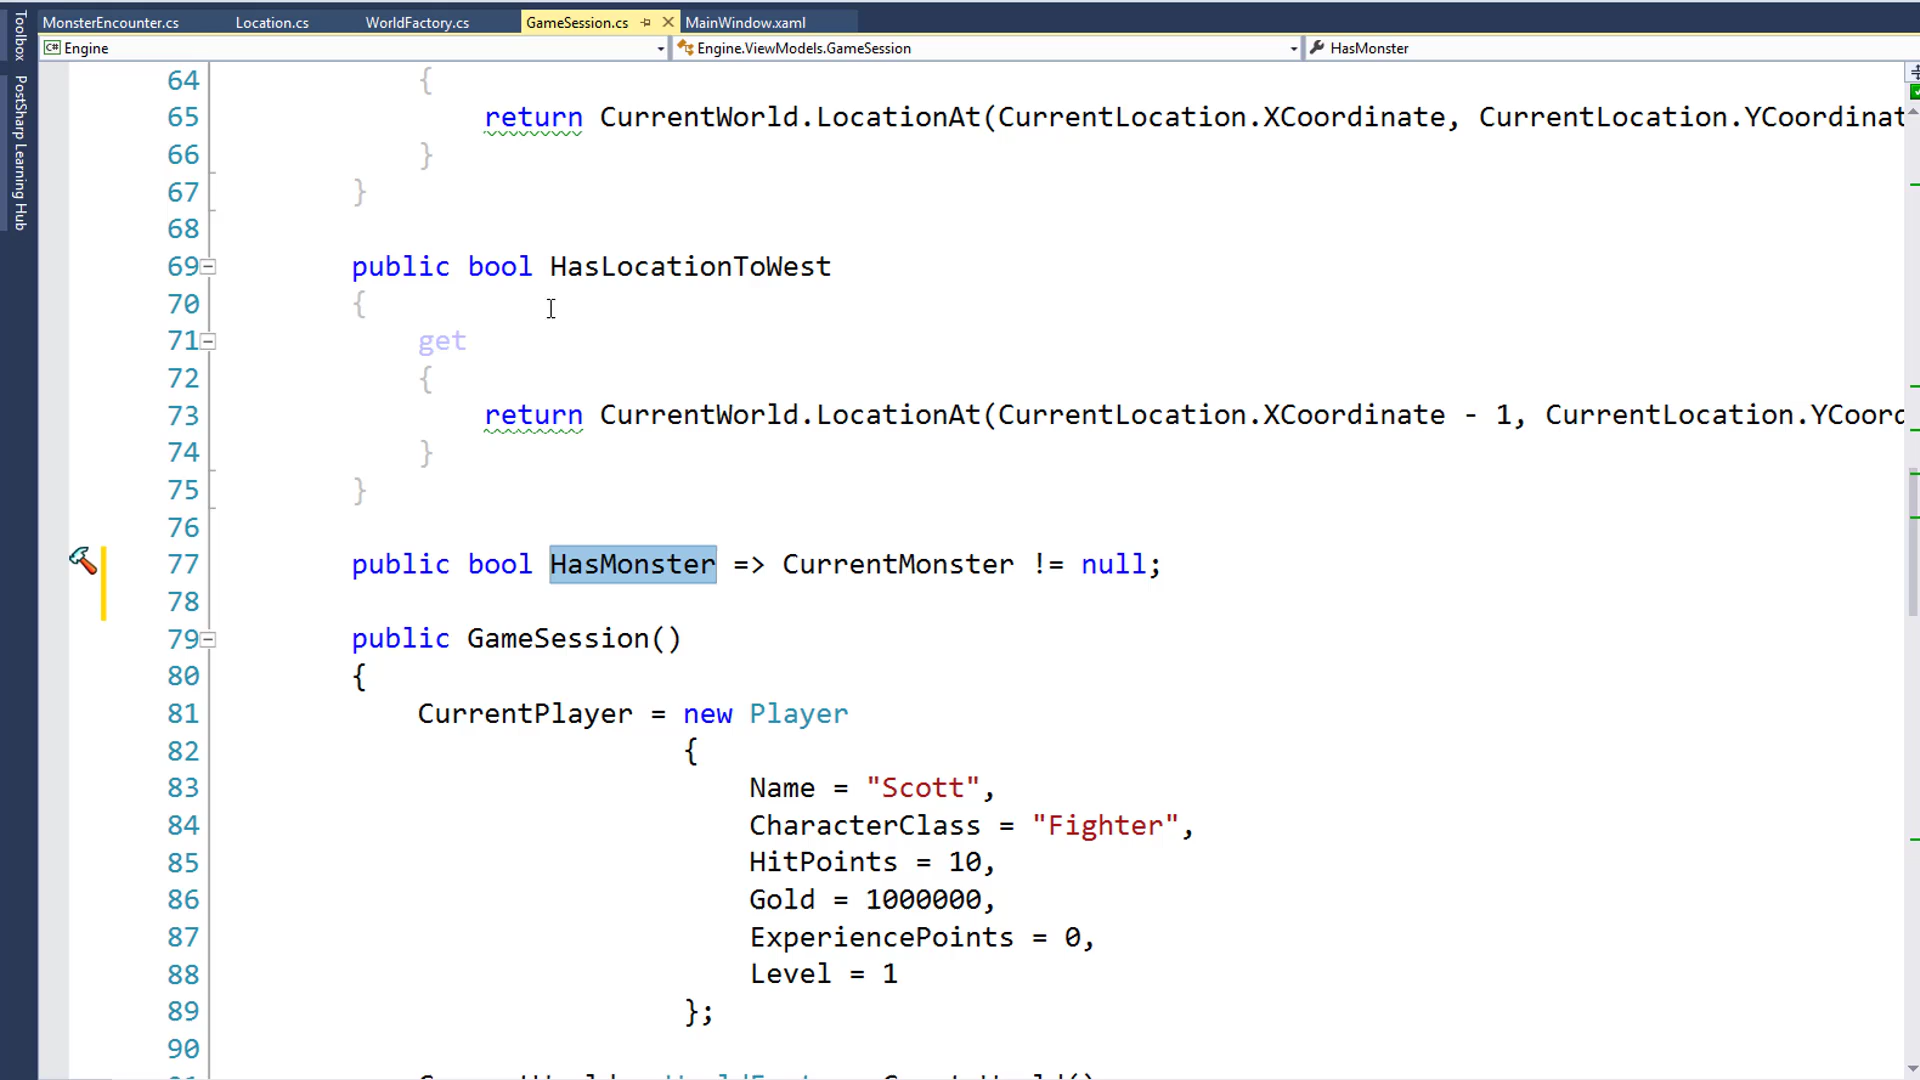 MonsterEncounter.cs Location.cs WorldFactory.cs GameSession.cs MainWindow.xaml
Toolbox
PostSharp Learning Hub
C# Engine Engine.ViewModels.GameSession HasMonster
64 {
65 return CurrentWorld.LocationAt(CurrentLocation.XCoordinate, CurrentLocation.YCoordinat
66 }
67 }
68
69 public bool HasLocationToWest
70 {
71 get
72 {
73 return CurrentWorld.LocationAt(CurrentLocation.XCoordinate - 1, CurrentLocation.YCoord
74 }
75 }
76
77 public bool HasMonster => CurrentMonster != null;
78
79 public GameSession()
80 {
81 CurrentPlayer = new Player
82 {
83 Name = "Scott",
84 CharacterClass = "Fighter",
85 HitPoints = 10,
86 Gold = 1000000,
87 ExperiencePoints = 0,
88 Level = 1
89 };
90